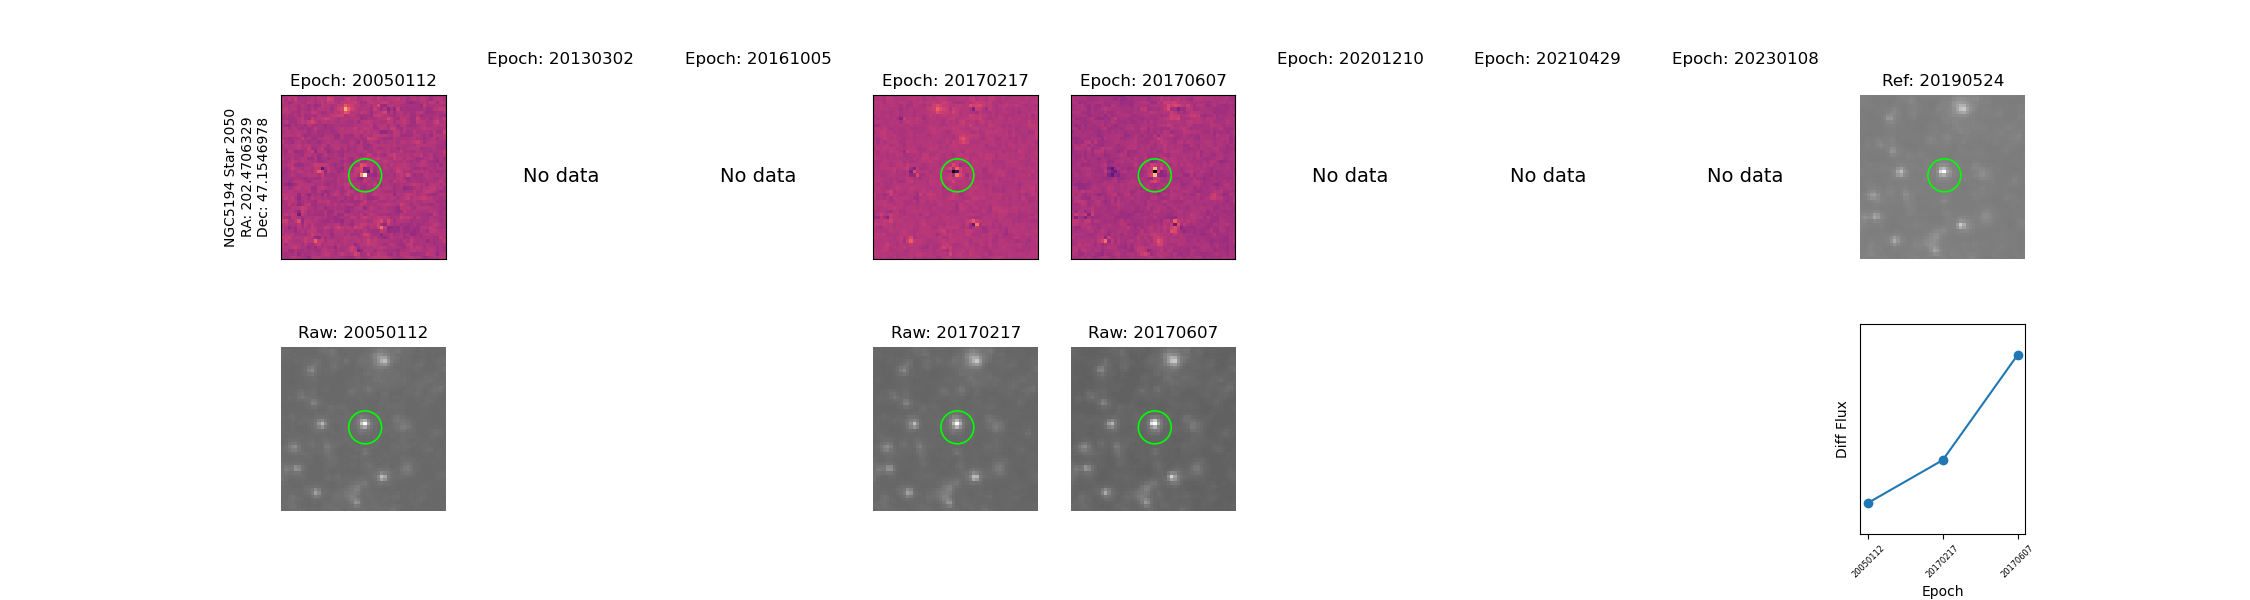 Epoch: 20050112
Epoch: 20130302
Epoch: 20161005
Epoch: 20170217
Epoch: 20170607
Epoch: 20201210
Epoch: 20210429
Epoch: 20230108
Ref: 20190524
NGC5194 Star 2050
RA: 202.4706329
Dec: 47.1546978
No data
No data
No data
No data
No data
Raw: 20050112
Raw: 20170217
Raw: 20170607
Diff Flux
20050112
20170217
20170607
Epoch